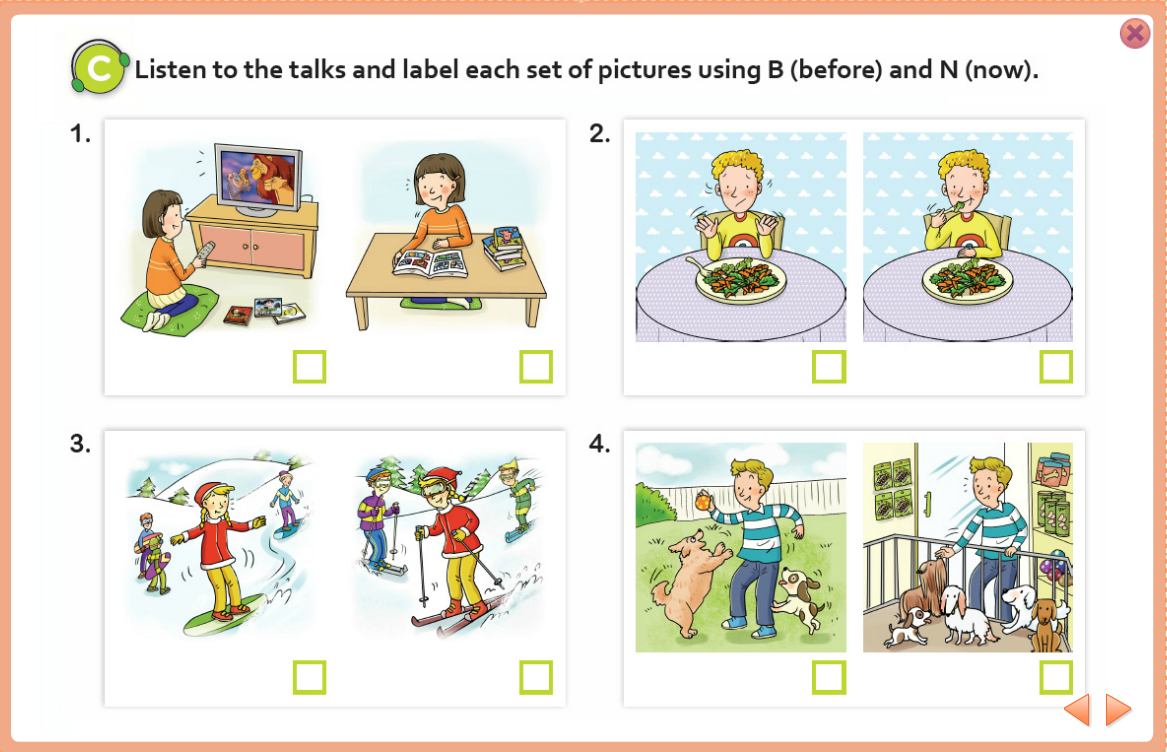 C Listen to the talks and label each set of pictures using B (before) and N (now).
1.
2.
3.
4.